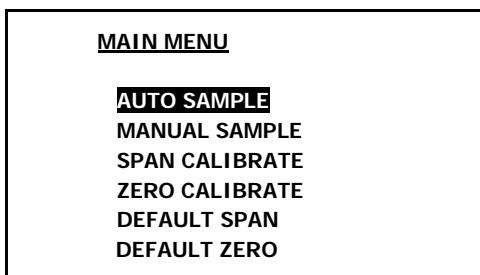 MAIN MENU
AUTO SAMPLE
MANUAL SAMPLE
SPAN CALIBRATE
ZERO CALIBRATE
DEFAULT SPAN
DEFAULT ZERO